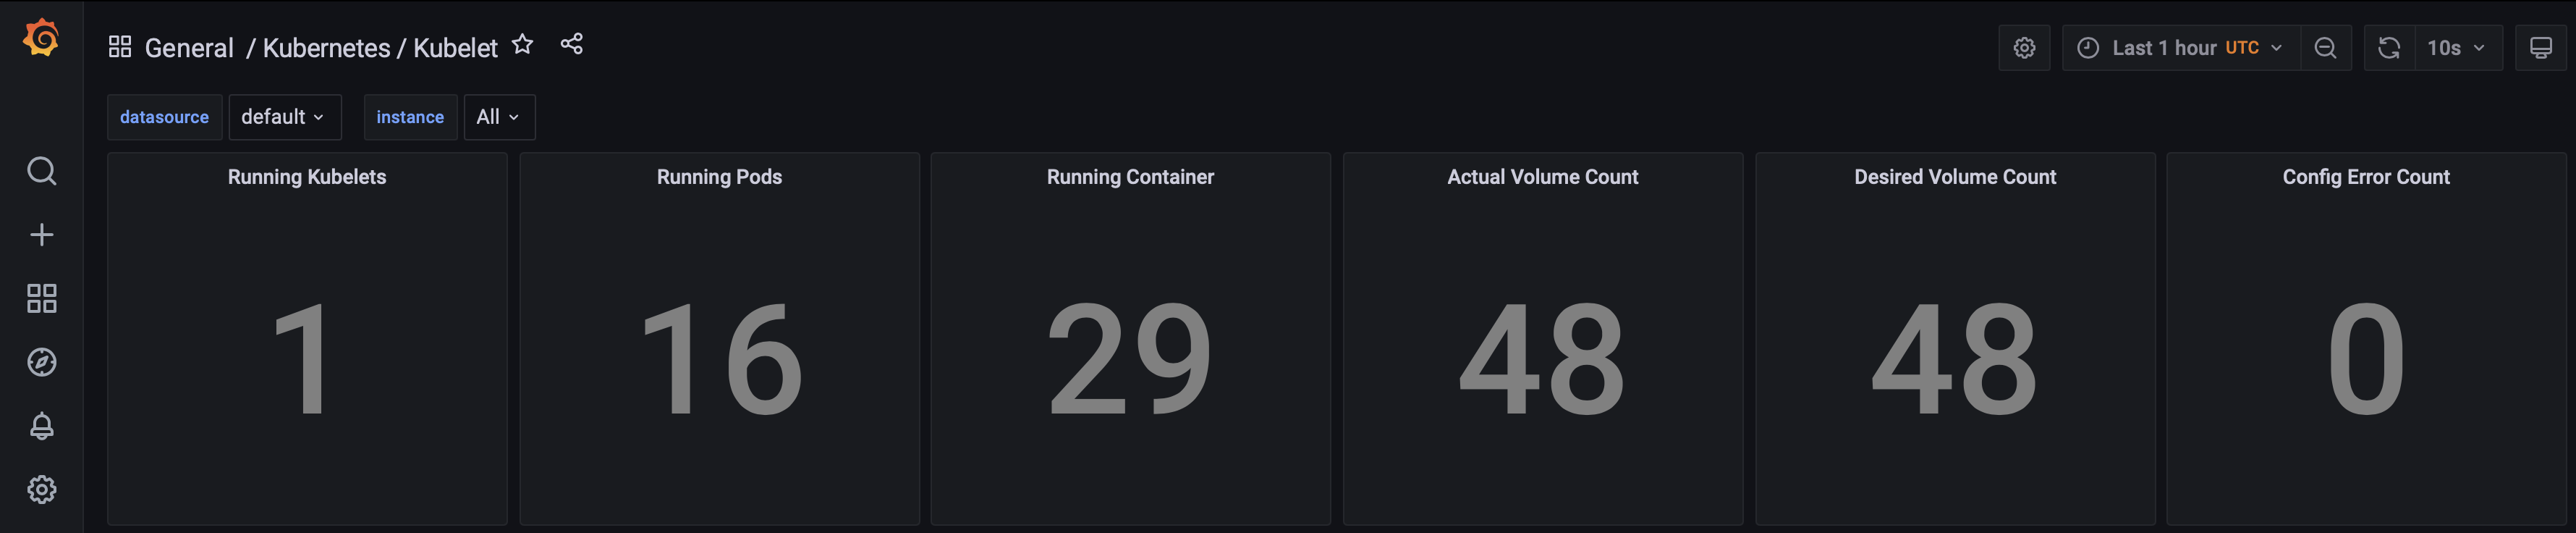 General / Kubernetes / Kubelet
Last 1 hour UTC
10s
datasource default instance All
Running Kubelets
1
Running Pods
16
Running Container
29
Actual Volume Count
48
Desired Volume Count
48
Config Error Count
0